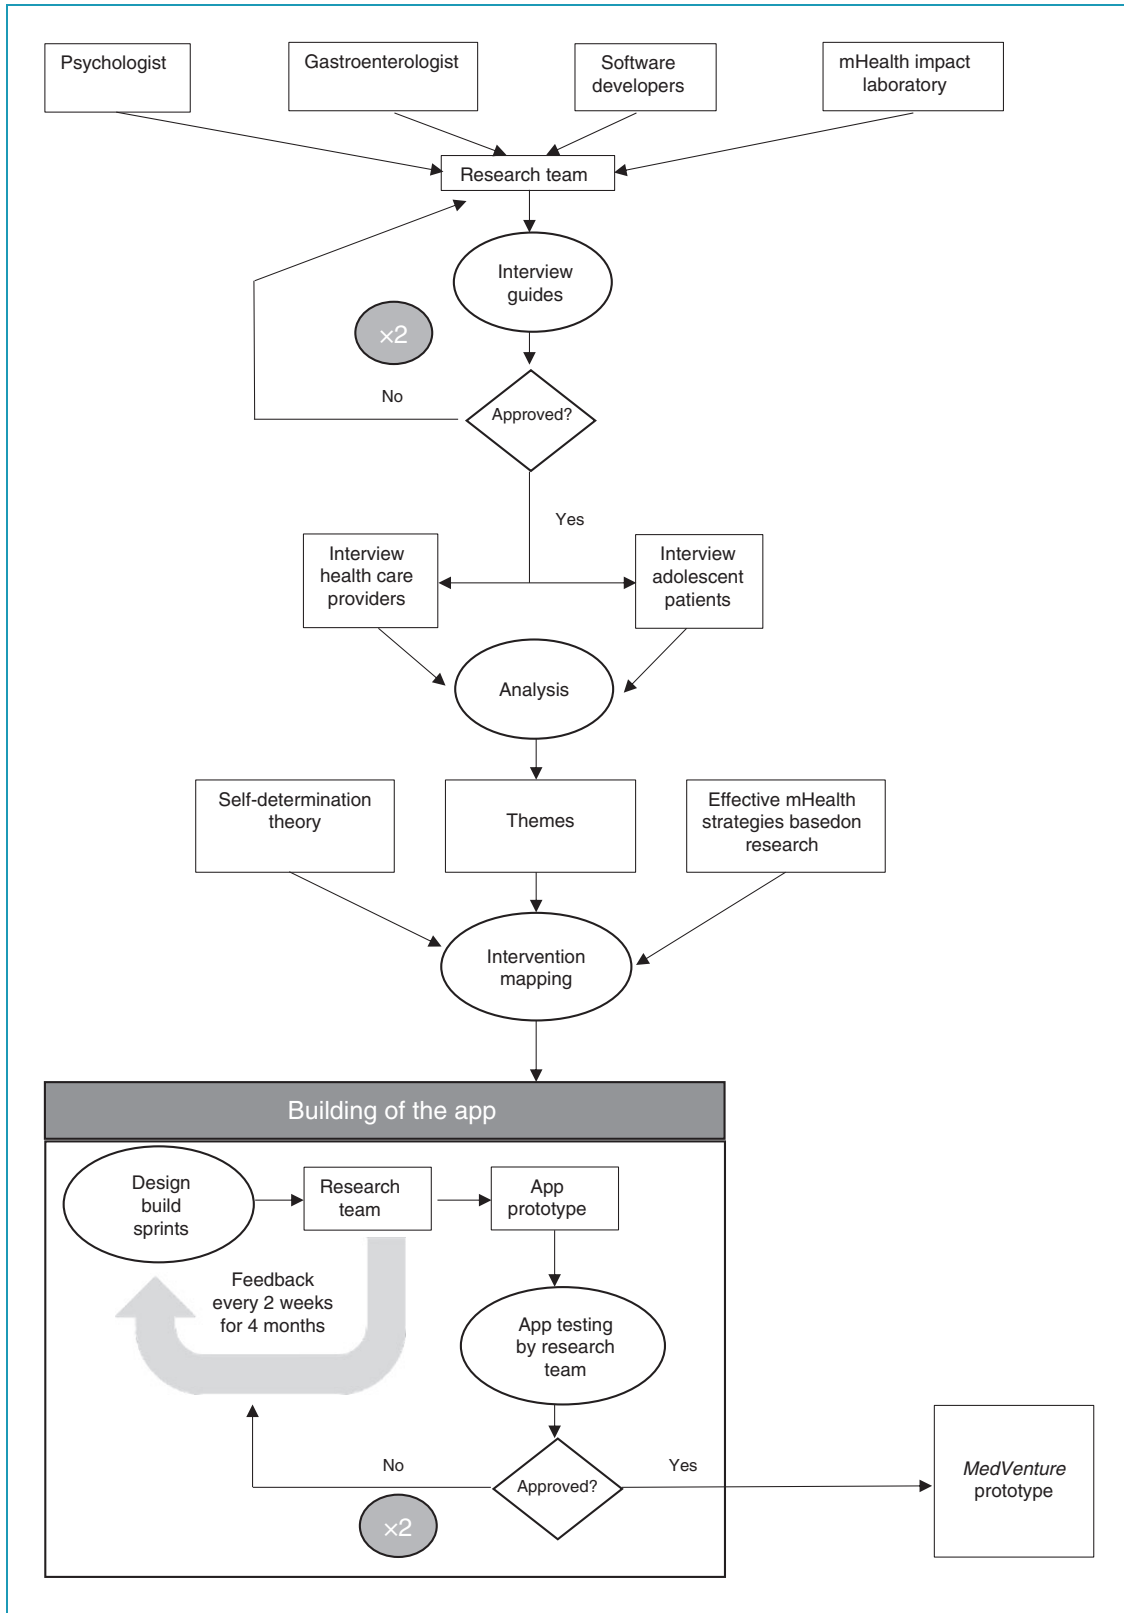 Psychologist
Gastroenterologist
Software
developers
mHealth impact
laboratory
Research team
Interview
guides
×2
No
Approved?
Yes
Interview
health care
providers
Interview
adolescent
patients
Analysis
Self-determination
theory
Themes
Effective mHealth
strategies basedon
research
Intervention
mapping
Building of the app
Design
build
sprints
Research
team
App
prototype
Feedback
every 2 weeks
for 4 months
App testing
by research
team
No
Approved?
Yes
×2
MedVenture
prototype